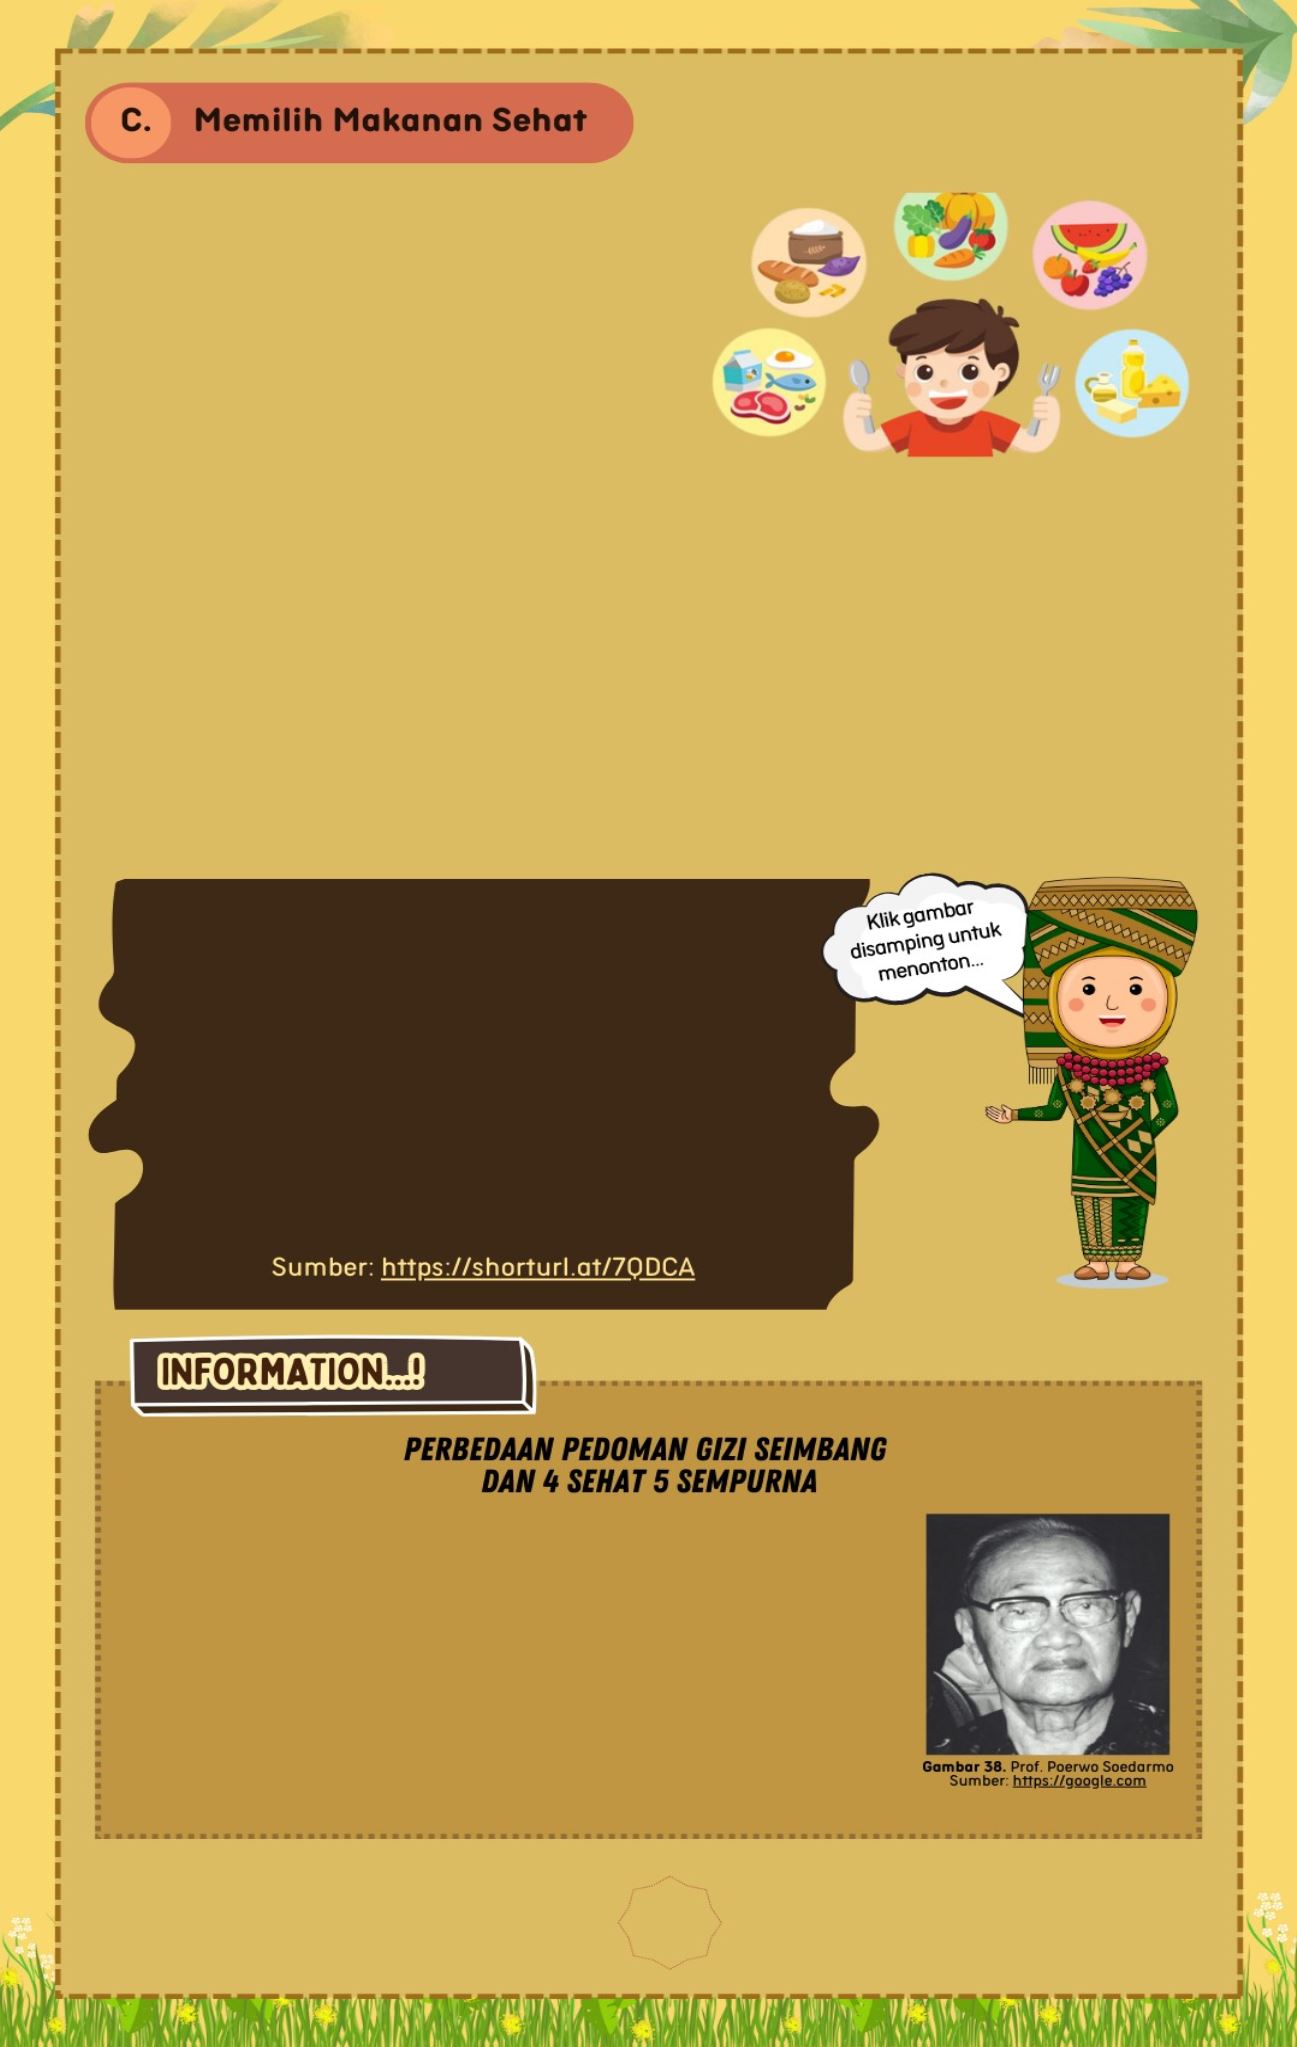 C. Memilih Makanan Sehat
Klik gambar
disamping untuk
menonton...
Sumber: https://shorturl.at/7QDCA
INFORMATION...!
PERBEDAAN PEDOMAN GIZI SEIMBANG
DAN 4 SEHAT 5 SEMPURNA
Gambar 38. Prof. Poerwo Soedarmo
Sumber: https://google.com